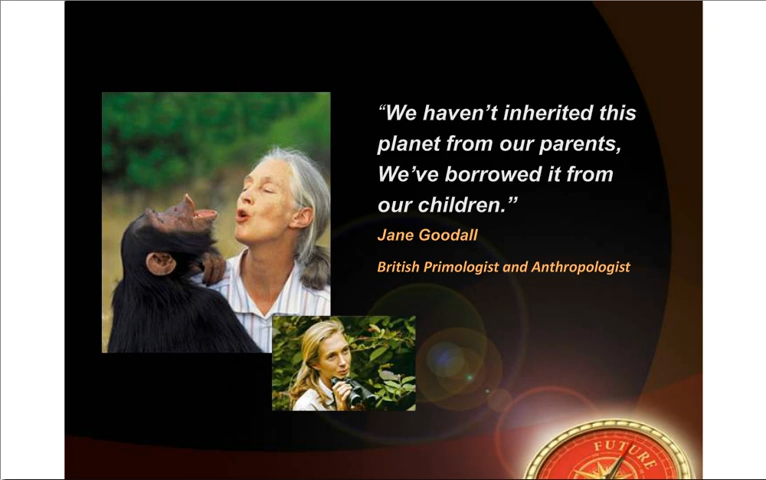 “We haven’t inherited this
planet from our parents,
We’ve borrowed it from
our children.”
Jane Goodall
British Primologist and Anthropologist
FUTURE